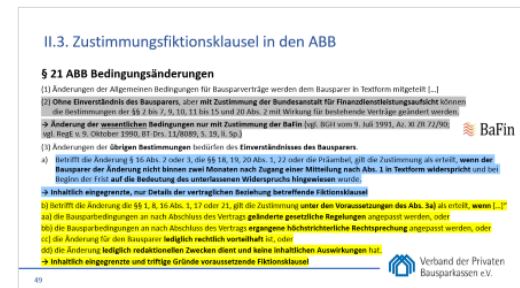 II.3. Zustimmungsfiktionsklausel in den ABB
§ 21 ABB Bedingungsänderungen
(1) Änderungen der Allgemeinen Bedingungen für Bausparverträge werden dem Bausparer in Textform mitgeteilt [...]
(2) Ohne Einverständnis des Bausparers, aber mit Zustimmung der Bundesanstalt für Finanzdienstleistungsaufsicht können
die Bestimmungen der §§ 2 bis 7, 9, 10, 11 bis 15 und 20 Abs. 2 mit Wirkung für bestehende Verträge geändert werden.
→ Änderung der wesentlichen Bedingungen nur mit Zustimmung der BaFin (vgl. BGH vom 9. Juli 1991, Az. XI ZR 72/90;
vgl. RegE v. 9. Oktober 1990, BT-Drs. 11/8089, S. 19, li. Sp.)
BaFin
(3) Änderungen der übrigen Bestimmungen bedürfen des Einverständnisses des Bausparers.
a) Betrifft die Änderung § 16 Abs. 2 oder 3, die §§ 18, 19, 20 Abs. 1, 22 oder die Präambel, gilt die Zustimmung als erteilt, wenn der
Bausparer der Änderung nicht binnen zwei Monaten nach Zugang einer Mitteilung nach Abs. 1 in Textform widerspricht und bei
Beginn der Frist auf die Bedeutung des unterlassenen Widerspruchs hingewiesen wurde.
→ Inhaltlich eingegrenzte, nur Details der vertraglichen Beziehung betreffende Fiktionsklausel
b) betrifft die Änderung die §§ 1, 8, 16 Abs. 1, 17 oder 21, gilt die Zustimmung unter den Voraussetzungen des Abs. 3a) als erteilt, wenn [...]"
aa) die Bausparbedingungen an nach Abschluss des Vertrags geänderte gesetzliche Regelungen angepasst werden, oder
bb) die Bausparbedingungen an nach Abschluss des Vertrags ergangene höchstrichterliche Rechtsprechung angepasst werden, oder
cc] die Änderung für den Bausparer lediglich rechtlich vorteilhaft ist, oder
dd) die Änderung lediglich redaktionellen Zwecken dient und keine inhaltlichen Auswirkungen hat.
→ Inhaltlich eingegrenzte und triftige Gründe voraussetzende Fiktionsklausel
Verband der Privaten
Bausparkassen e.V.
49